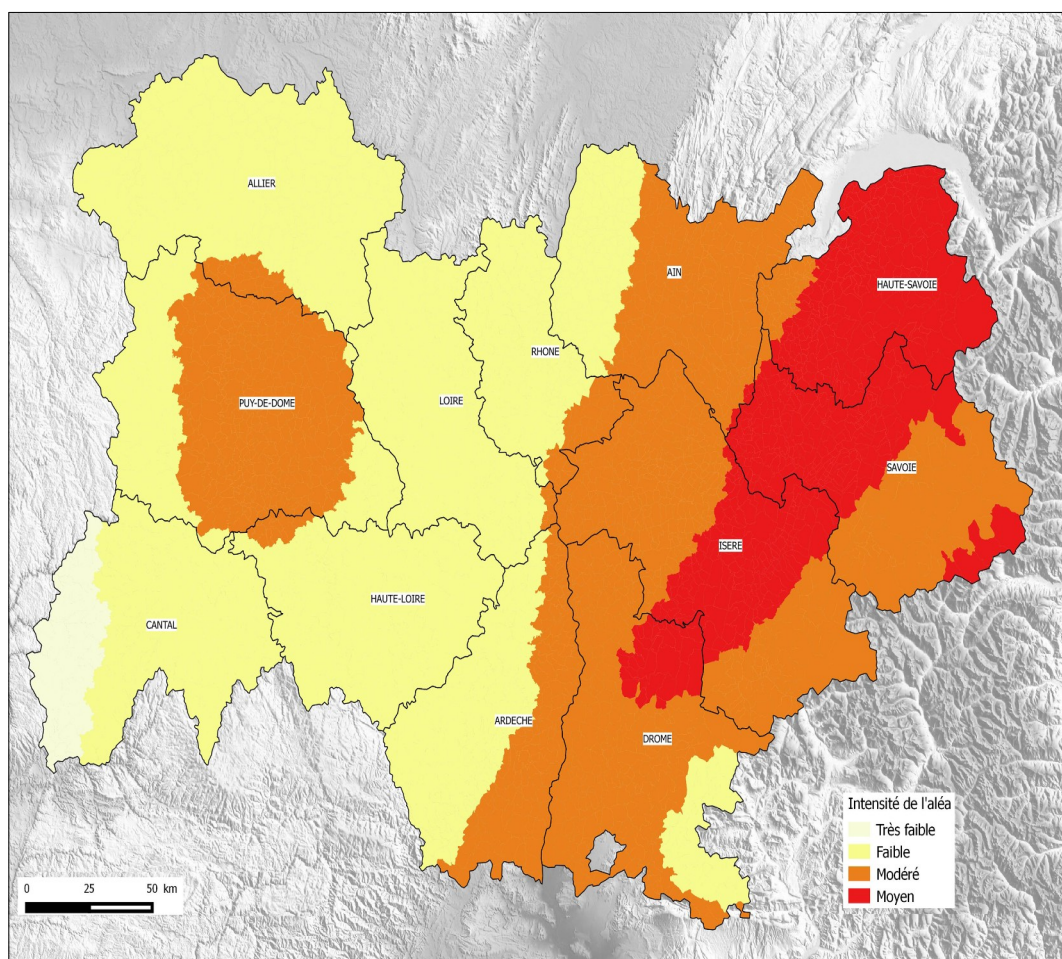 ALLIER
AIN
HAUTE-SAVOIE
RHONE
PUY-DE-DOME
LOIRE
SAVOIE
ISERE
HAUTE-LOIRE
CANTAL
ARDECHE
DROME
Intensité de l'aléa
Très faible
Faible
Modéré
Moyen
0 25 50 km